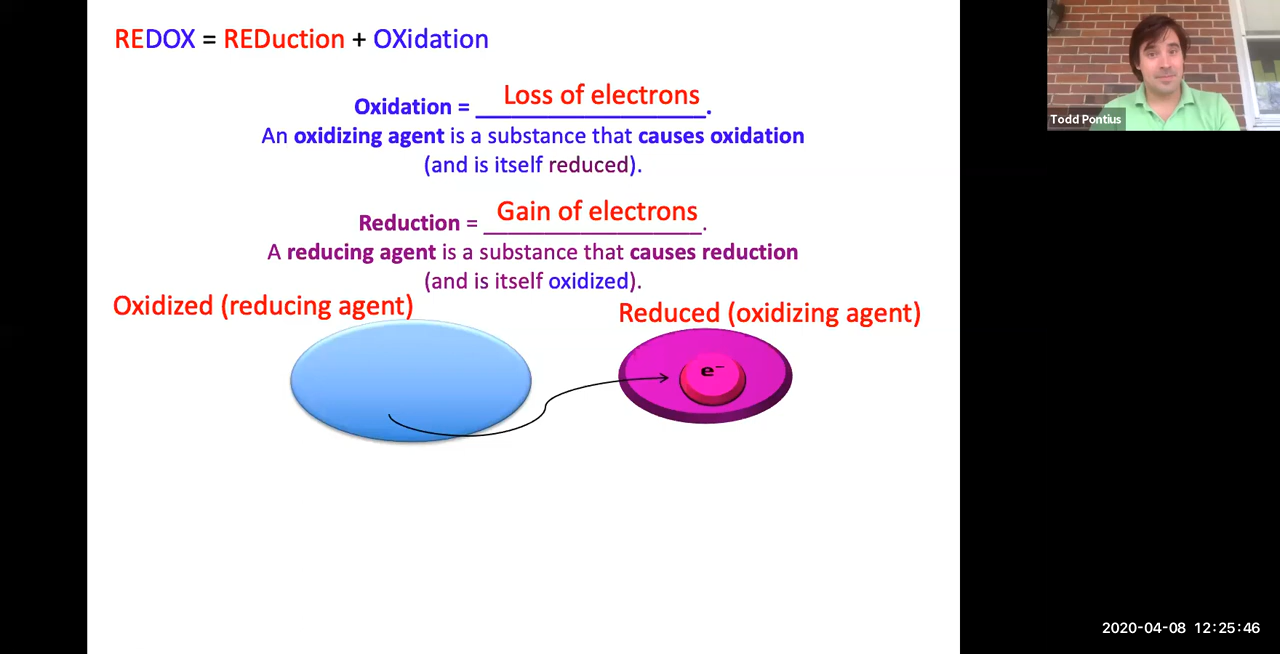 REDOX = REDuction + OXidation
Oxidation = Loss of electrons.
An oxidizing agent is a substance that causes oxidation
(and is itself reduced).
Reduction = Gain of electrons.
A reducing agent is a substance that causes reduction
(and is itself oxidized).
Oxidized (reducing agent)
Reduced (oxidizing agent)
e⁻
Todd Pontius
2020-04-08 12:25:46